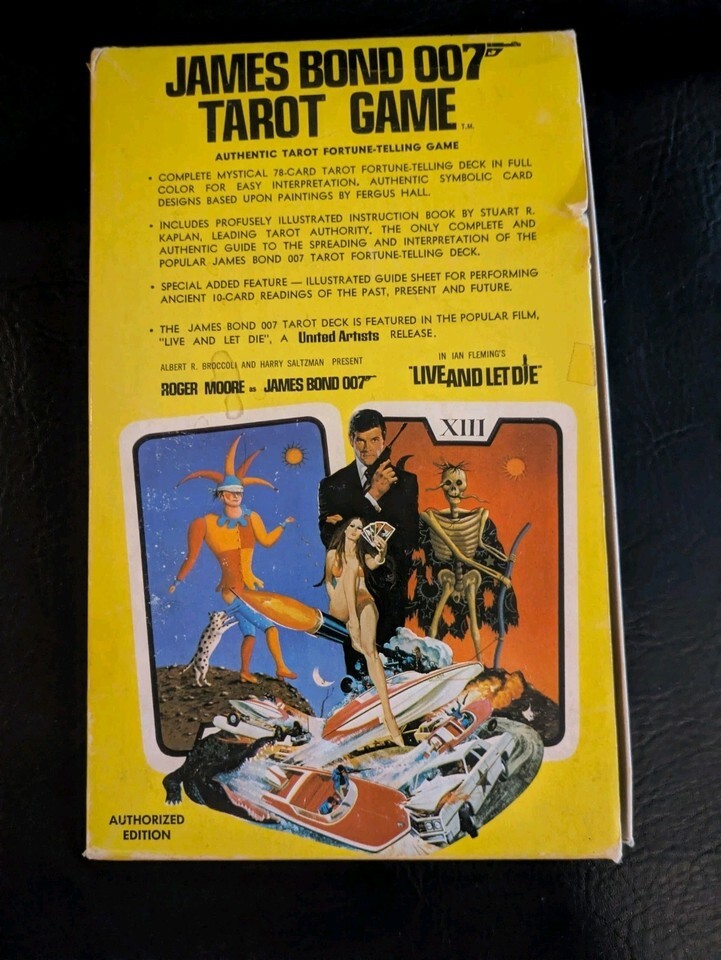 JAMES BOND 007
TAROT GAME T.M.
AUTHENTIC TAROT FORTUNE-TELLING GAME
• COMPLETE MYSTICAL 78-CARD TAROT FORTUNE-TELLING DECK IN FULL
COLOR FOR EASY INTERPRETATION. AUTHENTIC SYMBOLIC CARD
DESIGNS BASED UPON PAINTINGS BY FERGUS HALL.
• INCLUDES PROFUSELY ILLUSTRATED INSTRUCTION BOOK BY STUART R.
KAPLAN, LEADING TAROT AUTHORITY. THE ONLY COMPLETE AND
AUTHENTIC GUIDE TO THE SPREADING AND INTERPRETATION OF THE
POPULAR JAMES BOND 007 TAROT FORTUNE-TELLING DECK.
• SPECIAL ADDED FEATURE — ILLUSTRATED GUIDE SHEET FOR PERFORMING
ANCIENT 10-CARD READINGS OF THE PAST, PRESENT AND FUTURE.
• THE JAMES BOND 007 TAROT DECK IS FEATURED IN THE POPULAR FILM,
"LIVE AND LET DIE", A United Artists RELEASE.
ALBERT R. BROCCOLI AND HARRY SALTZMAN PRESENT
ROGER MOORE as JAMES BOND 007
IN IAN FLEMING'S
"LIVE AND LET DIE"
XIII
AUTHORIZED
EDITION